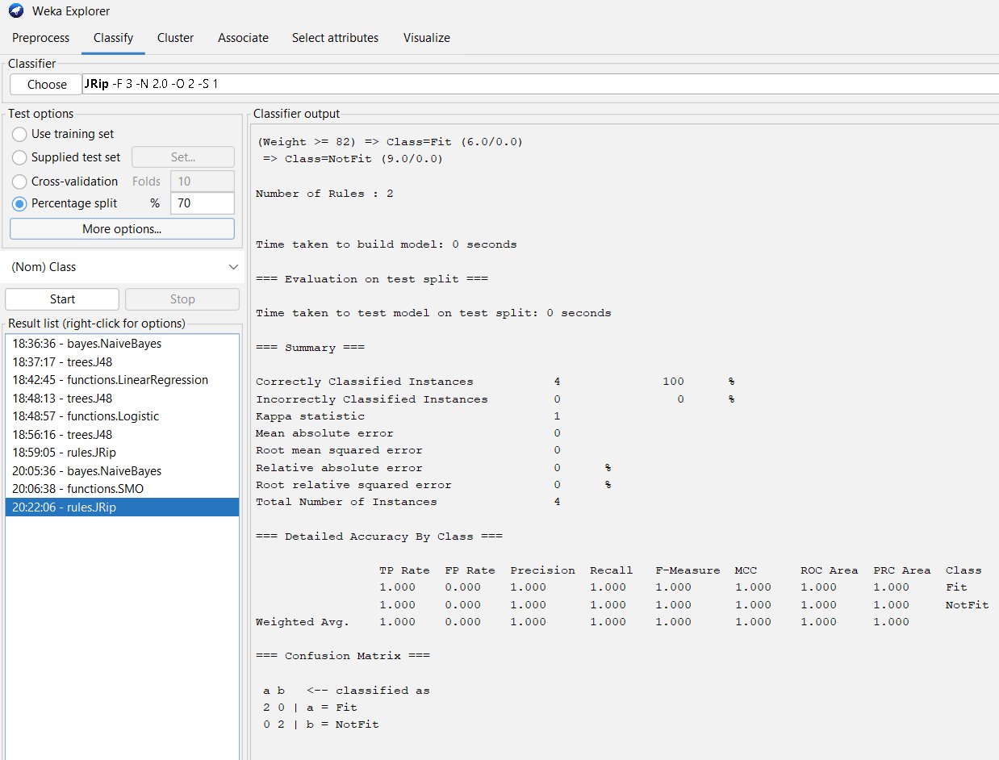 Weka Explorer
Preprocess Classify Cluster Associate Select attributes Visualize
Classifier
Choose JRip -F 3 -N 2.0 -O 2 -S 1
Test options
Use training set
Supplied test set Set...
Cross-validation Folds 10
Percentage split % 70
More options...
(Nom) Class
Start Stop
Result list (right-click for options)
18:36:36 - bayes.NaiveBayes
18:37:17 - trees.J48
18:42:45 - functions.LinearRegression
18:48:13 - trees.J48
18:48:57 - functions.Logistic
18:56:16 - trees.J48
18:59:05 - rules.JRip
20:05:36 - bayes.NaiveBayes
20:06:38 - functions.SMO
20:22:06 - rules.JRip
Classifier output
(Weight >= 82) => Class=Fit (6.0/0.0)
=> Class=NotFit (9.0/0.0)
Number of Rules : 2
Time taken to build model: 0 seconds
=== Evaluation on test split ===
Time taken to test model on test split: 0 seconds
=== Summary ===
Correctly Classified Instances 4 100 %
Incorrectly Classified Instances 0 0 %
Kappa statistic 1
Mean absolute error 0
Root mean squared error 0
Relative absolute error 0 %
Root relative squared error 0 %
Total Number of Instances 4
=== Detailed Accuracy By Class ===
TP Rate FP Rate Precision Recall F-Measure MCC ROC Area PRC Area Class
1.000 0.000 1.000 1.000 1.000 1.000 1.000 1.000 Fit
1.000 0.000 1.000 1.000 1.000 1.000 1.000 1.000 NotFit
Weighted Avg. 1.000 0.000 1.000 1.000 1.000 1.000 1.000 1.000
=== Confusion Matrix ===
a b <-- classified as
2 0 | a = Fit
0 2 | b = NotFit